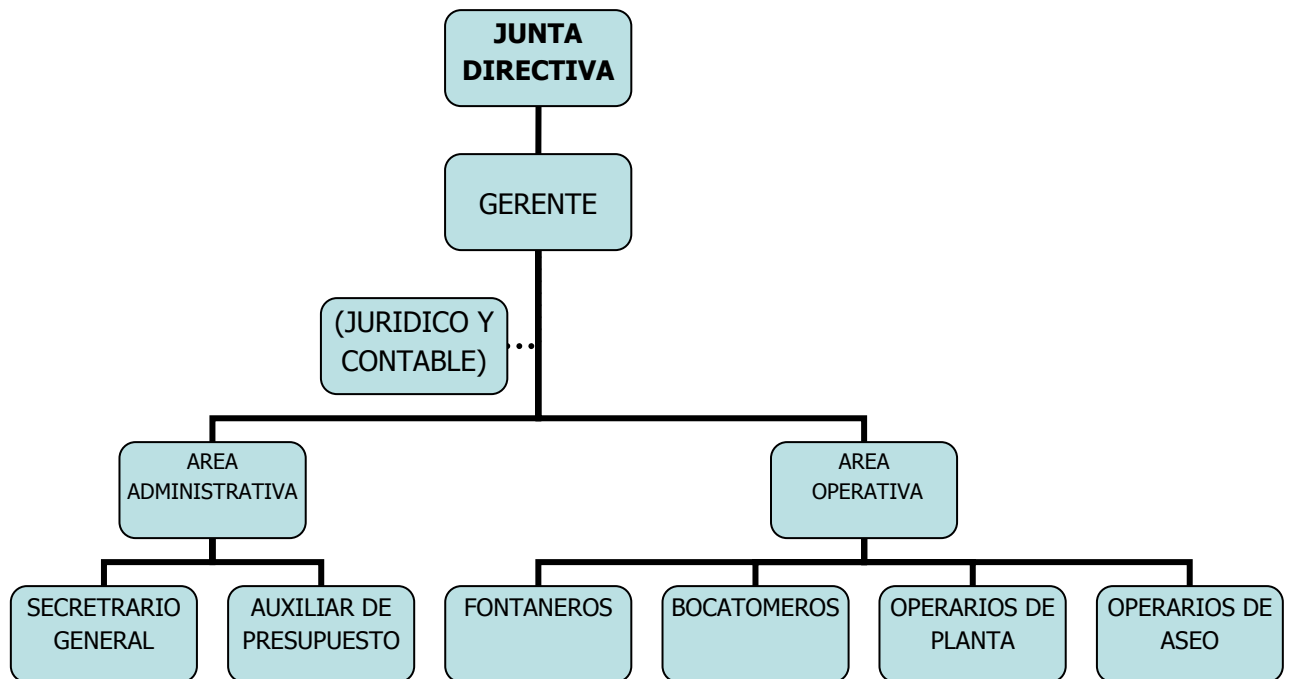 JUNTA
DIRECTIVA
GERENTE
(JURIDICO Y
CONTABLE)
AREA
ADMINISTRATIVA
AREA
OPERATIVA
SECRETRARIO
GENERAL
AUXILIAR DE
PRESUPUESTO
FONTANEROS
BOCATOMEROS
OPERARIOS DE
PLANTA
OPERARIOS DE
ASEO